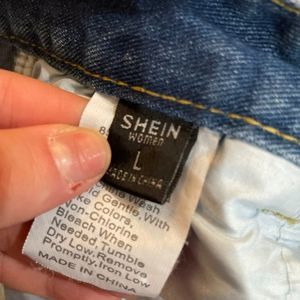 SHEIN
women
L
MADE IN CHINA
Wash
Gentle, With
Like Colors,
Non-Chlorine
Bleach When
Needed, Tumble
Dry Low, Remove
Promptly, Iron Low
MADE IN CHINA